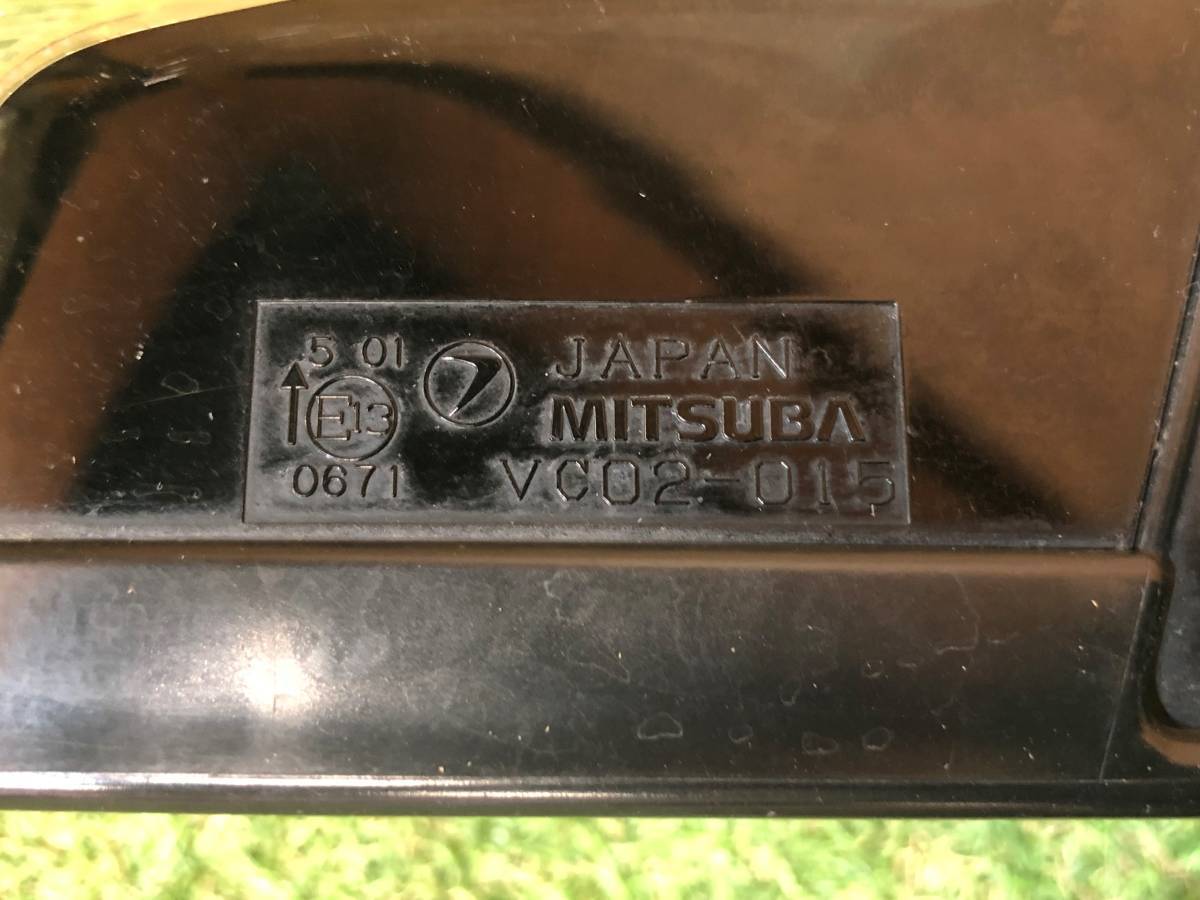 5 01
E13
0671
JAPAN
MITSUBA
VC02-015